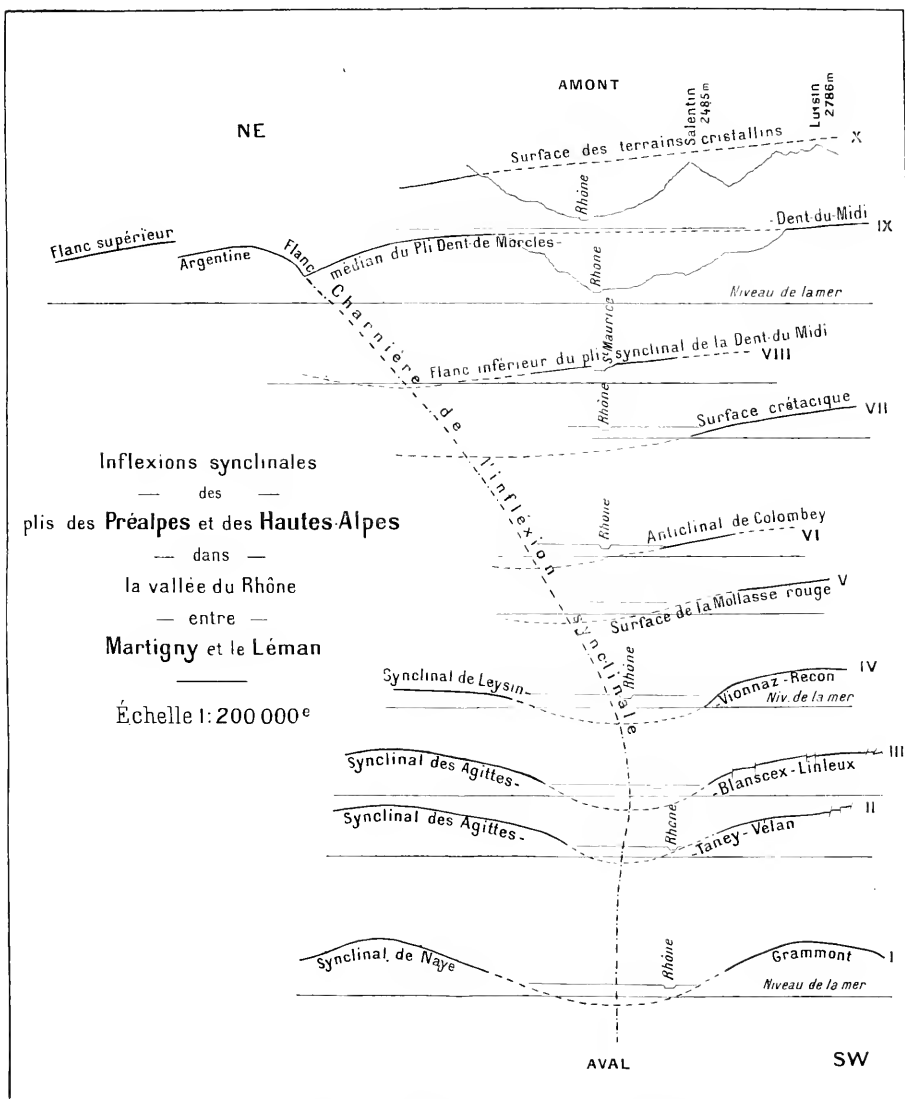 AMONT
NE
Salentin
2485m
Luisin
2786m
Surface des terrains cristallins
X
Rhône
Flanc supérieur
Argentine
Flanc médian du Pli Dent de Morcles
Dent-du-Midi
IX
Rhône
Niveau de la mer
Charnière de l'inflexion synclinale
Flanc inférieur du pli synclinal de la Dent du Midi
VIII
St Maurice
Rhône
Surface crétacique
VII
Inflexions synclinales
— des —
plis des Préalpes et des Hautes-Alpes
— dans —
la vallée du Rhône
— entre —
Martigny et le Léman
Échelle 1:200 000e
Rhône
Anticlinal de Colombey
VI
Surface de la Mollasse rouge
V
Synclinal de Leysin
Rhône
Vionnaz-Recon
IV
Niv. de la mer
Synclinal des Agittes
Blanscex-Linleux
III
Synclinal des Agittes
Rhône
Taney-Vélan
II
Synclinal de Naye
Rhône
Grammont
I
Niveau de la mer
AVAL
SW